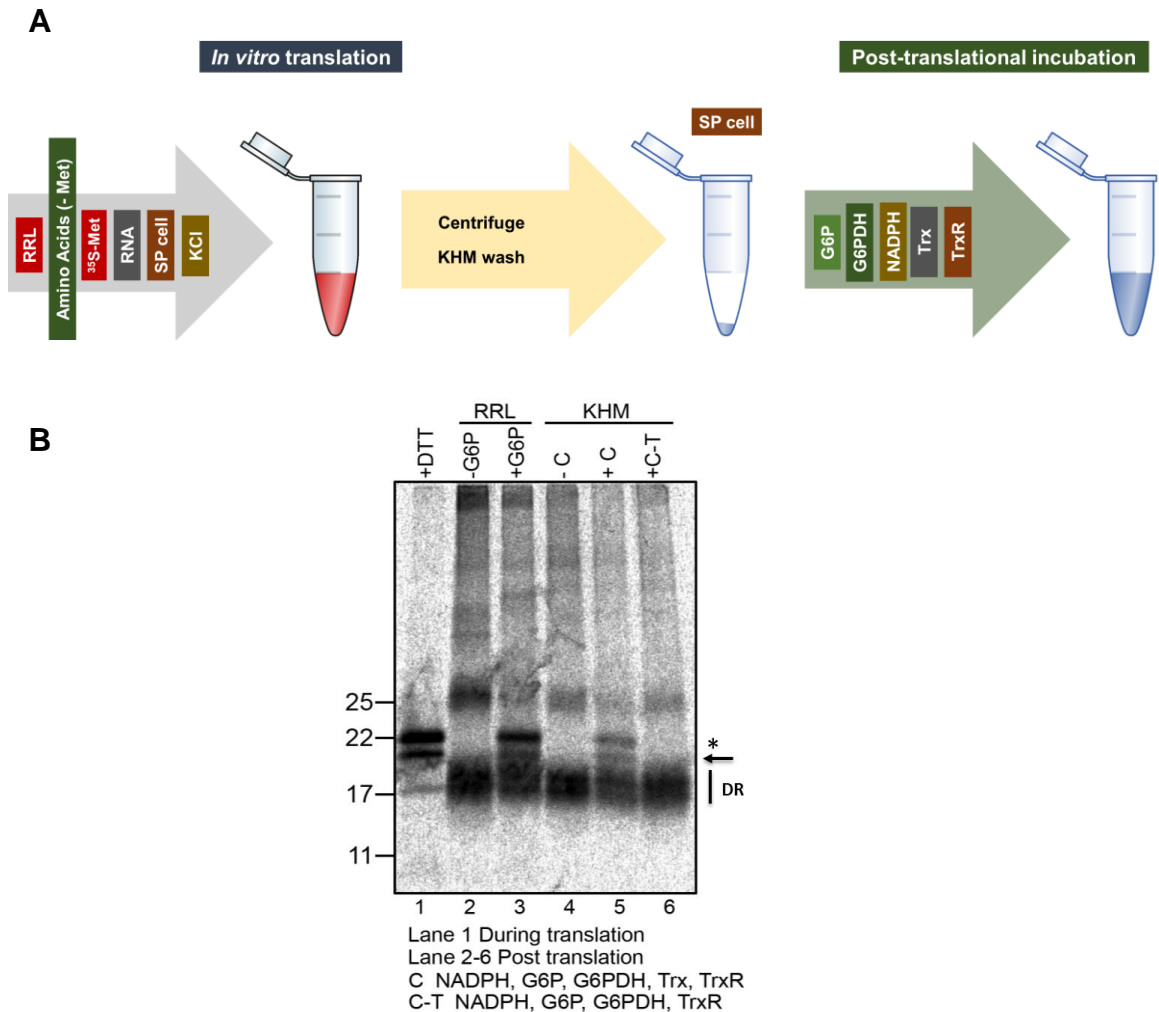 A
In vitro translation
Post-translational incubation
SP cell
RRL
Amino Acids (- Met)
35S-Met
RNA
SP cell
KCl
Centrifuge
KHM wash
G6P
G6PDH
NADPH
Trx
TrxR
B
RRL
KHM
+DTT
-G6P
+G6P
- C
+ C
+C-T
25
22
17
11
*
DR
1 2 3 4 5 6
Lane 1 During translation
Lane 2-6 Post translation
C NADPH, G6P, G6PDH, Trx, TrxR
C-T NADPH, G6P, G6PDH, TrxR